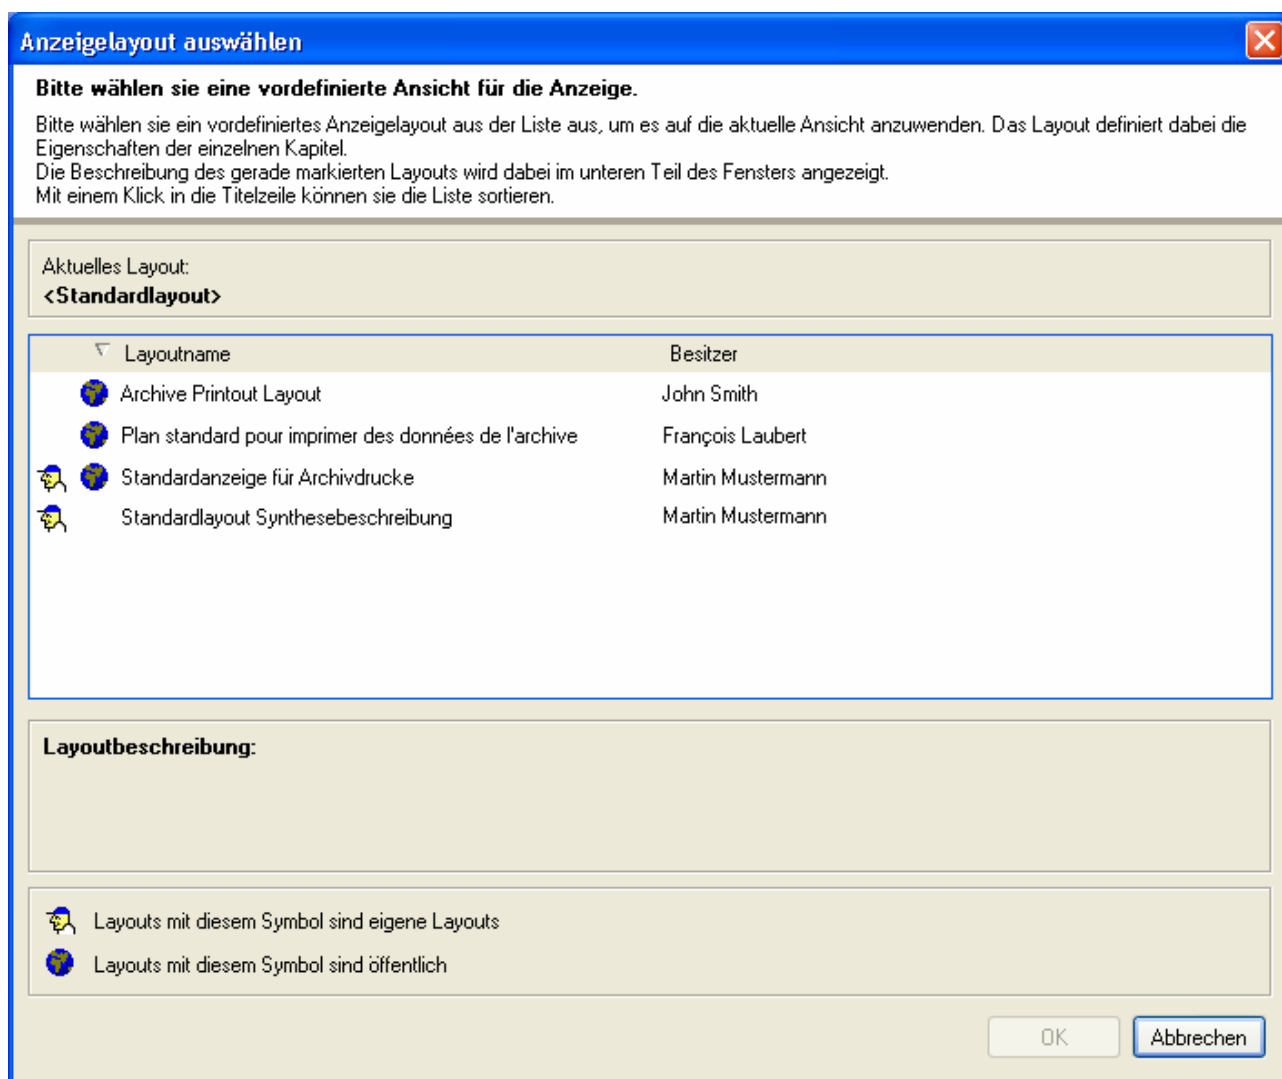 Anzeigelayout auswählen
Bitte wählen sie eine vordefinierte Ansicht für die Anzeige.
Bitte wählen sie ein vordefiniertes Anzeigelayout aus der Liste aus, um es auf die aktuelle Ansicht anzuwenden. Das Layout definiert dabei die
Eigenschaften der einzelnen Kapitel.
Die Beschreibung des gerade markierten Layouts wird dabei im unteren Teil des Fensters angezeigt.
Mit einem Klick in die Titelzeile können sie die Liste sortieren.
Aktuelles Layout:
<Standardlayout>
Layoutname Besitzer
Archive Printout Layout John Smith
Plan standard pour imprimer des données de l'archive François Laubert
Standardanzeige für Archivdrucke Martin Mustermann
Standardlayout Synthesebeschreibung Martin Mustermann
Layoutbeschreibung:
Layouts mit diesem Symbol sind eigene Layouts
Layouts mit diesem Symbol sind öffentlich
OK Abbrechen